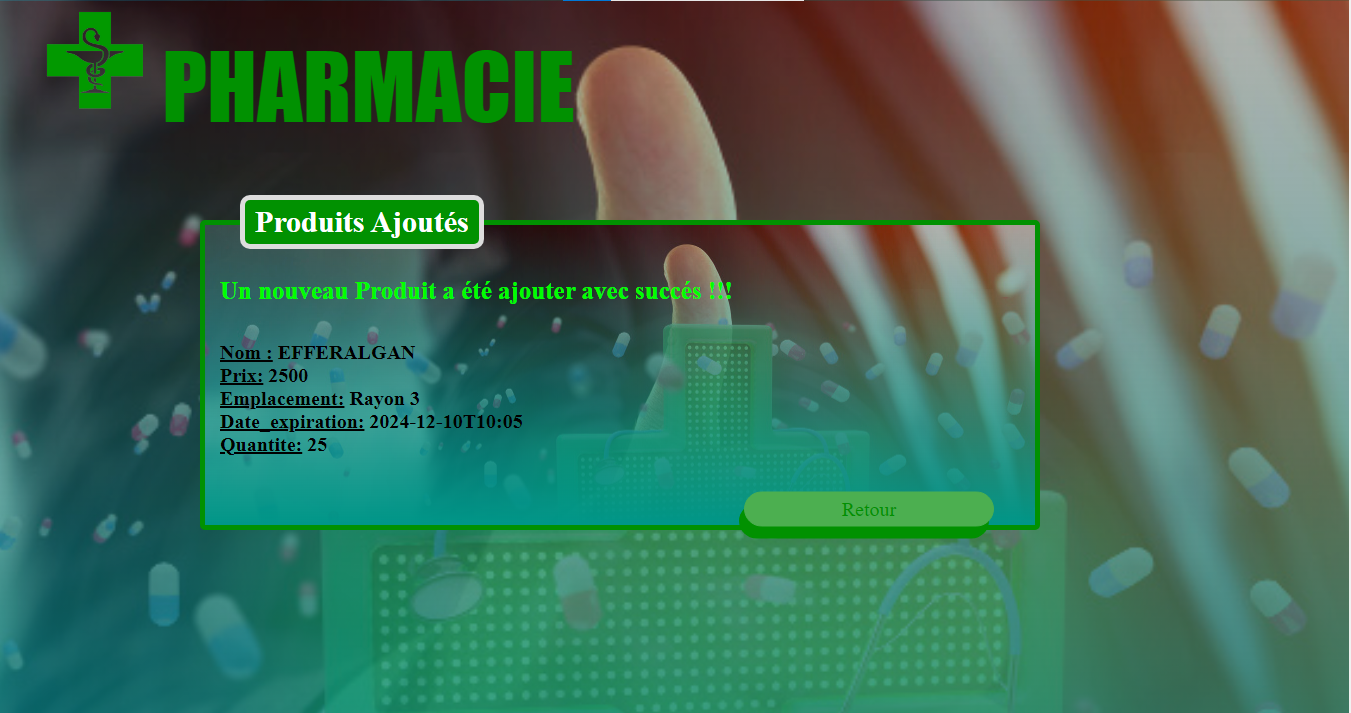 PHARMACIE
Produits Ajoutés
Un nouveau Produit a été ajouter avec succés !!!
Nom : EFFERALGAN
Prix: 2500
Emplacement: Rayon 3
Date_expiration: 2024-12-10T10:05
Quantite: 25
Retour